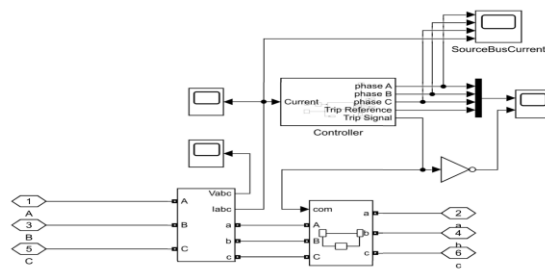 SourceBusCurrent
phase A
phase B
phase C
Trip Reference
Trip Signal
Current
Controller
Vabc
Iabc
A
B
C
a
b
c
com
A
B
C
a
b
c
1
A
3
B
5
C
2
a
4
b
6
c